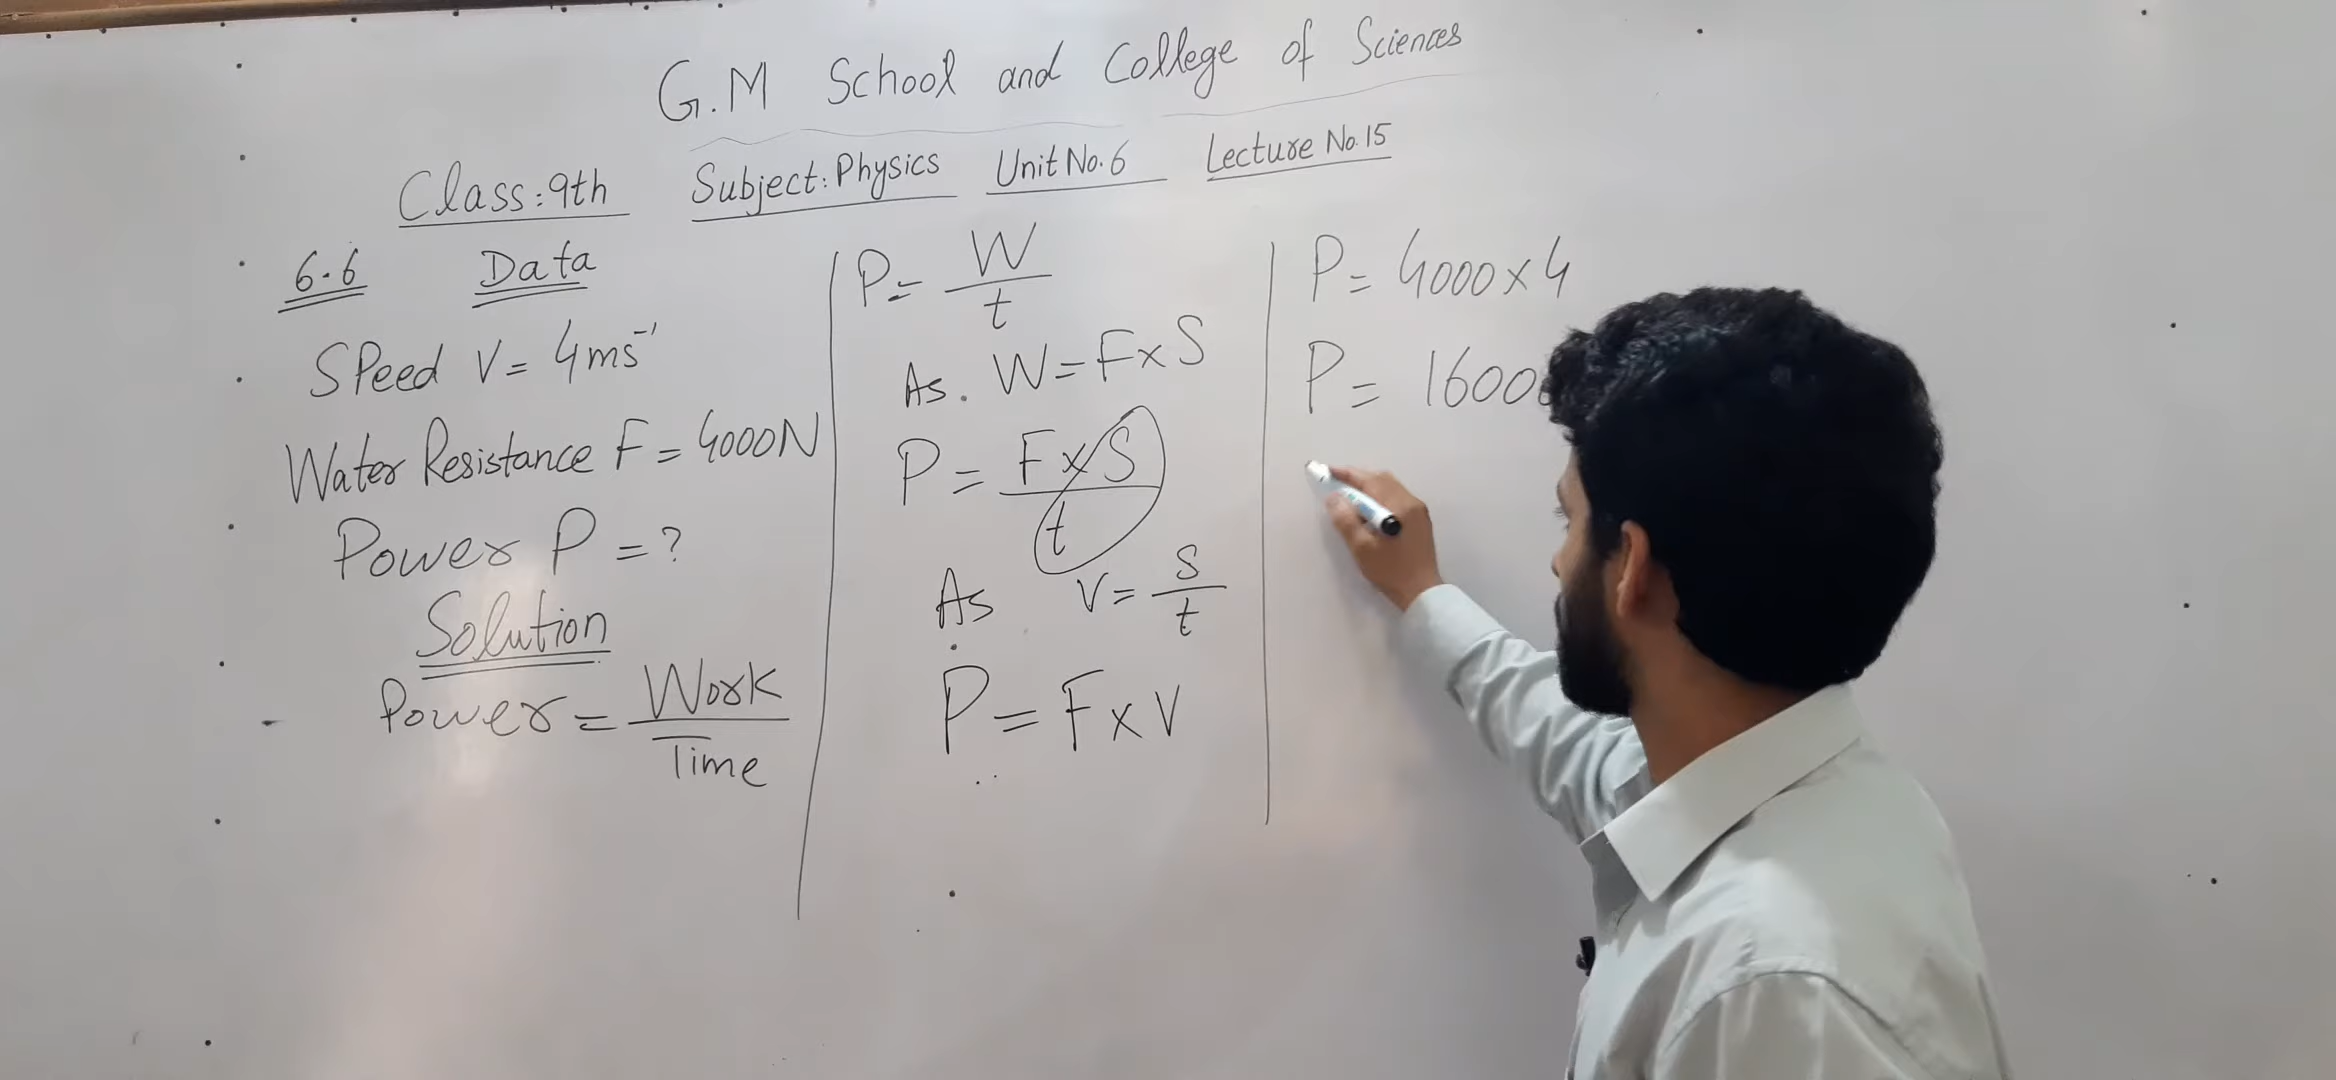 G.M School and College of Sciences
Class:9th Subject:Physics Unit No.6 Lecture No.15
6.6 Data
SPeed V = 4ms⁻¹
Water Resistance F = 4000N
Power P = ?
Solution
Power = Work / Time
P = W / t
As. W = F x S
P = F x S / t
As V = s / t
P = F x V
P = 4000 x 4
P =